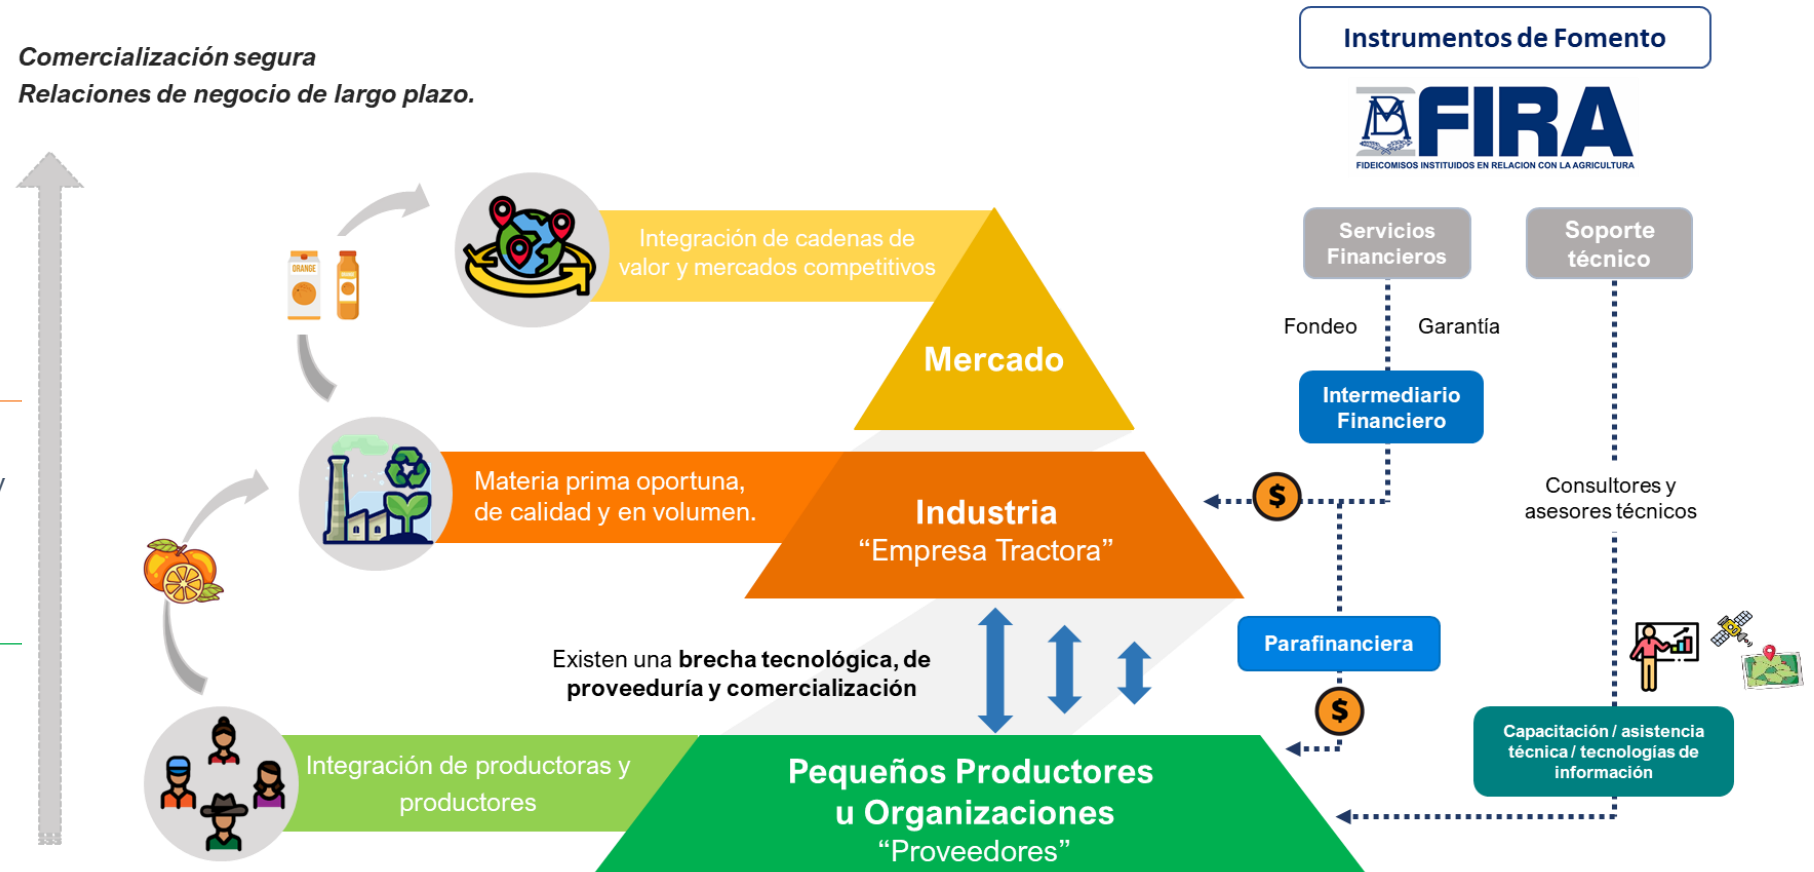 Comercialización segura
Relaciones de negocio de largo plazo.
Instrumentos de Fomento
FIRA
FIDEICOMISOS INSTITUIDOS EN RELACION CON LA AGRICULTURA
Servicios
Financieros
Soporte
técnico
ORANGE
Integración de cadenas de
valor y mercados competitivos
Mercado
Fondeo
Garantía
Intermediario
Financiero
y
Materia prima oportuna,
de calidad y en volumen.
Industria
“Empresa Tractora”
$
Consultores y
asesores técnicos
Existen una brecha tecnológica, de
proveeduría y comercialización
Parafinanciera
$
Integración de productoras y
productores
Pequeños Productores
u Organizaciones
“Proveedores”
Capacitación / asistencia
técnica / tecnologías de
información